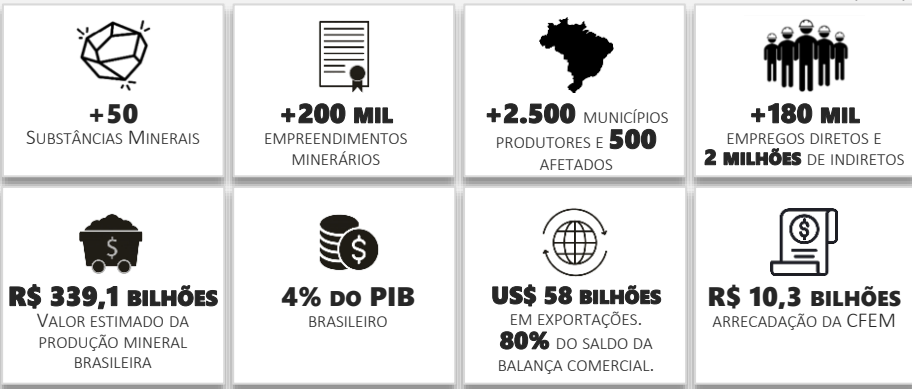 +50
Substâncias Minerais
+200 MIL
EMPREENDIMENTOS
MINERÁRIOS
+2.500 MUNICÍPIOS
PRODUTORES E 500
AFETADOS
+180 MIL
EMPREGOS DIRETOS E
2 MILHÕES DE INDIRETOS
$
R$ 339,1 BILHÕES
Valor estimado da
PRODUÇÃO MINERAL
BRASILEIRA
$
4% DO PIB
BRASILEIRO
US$ 58 BILHÕES
EM EXPORTAÇÕES.
80% DO SALDO DA
BALANÇA COMERCIAL.
$
R$ 10,3 BILHÕES
ARRECADAÇÃO DA CFEM